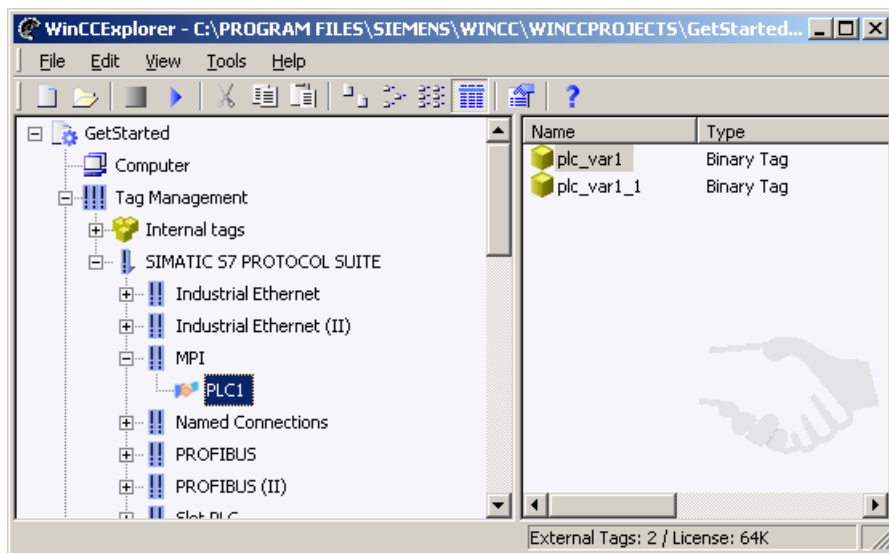 WinCCExplorer - C:\PROGRAM FILES\SIEMENS\WINCC\WINCCPROJECTS\GetStarted...
File Edit View Tools Help
GetStarted
Computer
Tag Management
Internal tags
SIMATIC S7 PROTOCOL SUITE
Industrial Ethernet
Industrial Ethernet (II)
MPI
PLC1
Named Connections
PROFIBUS
PROFIBUS (II)
Slot PLC
Name Type
plc_var1 Binary Tag
plc_var1_1 Binary Tag
External Tags: 2 / License: 64K